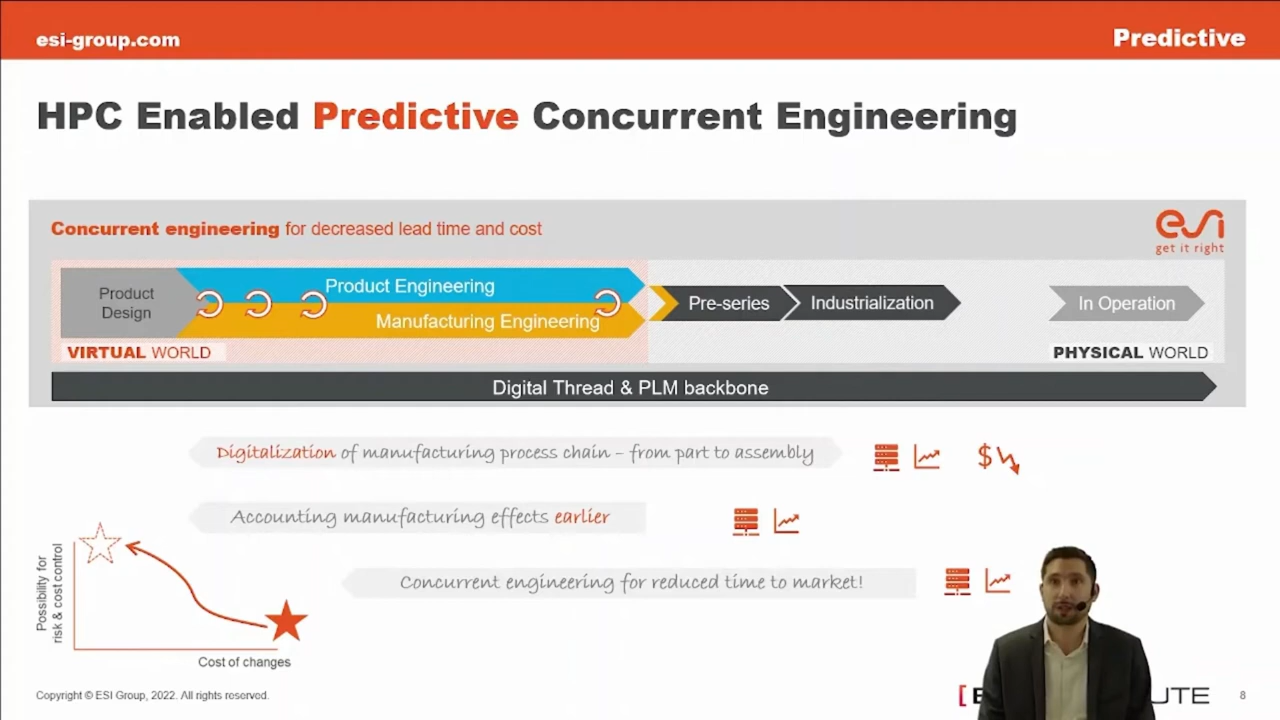 esi-group.com
Predictive
HPC Enabled Predictive Concurrent Engineering
Concurrent engineering for decreased lead time and cost
esi
get it right
Product
Design
Product Engineering
Manufacturing Engineering
Pre-series
Industrialization
In Operation
VIRTUAL WORLD
PHYSICAL WORLD
Digital Thread & PLM backbone
Digitalization of manufacturing process chain – from part to assembly
$
Accounting manufacturing effects earlier
Concurrent engineering for reduced time to market!
Possibility for
risk & cost control
Cost of changes
Copyright © ESI Group, 2022. All rights reserved.
8